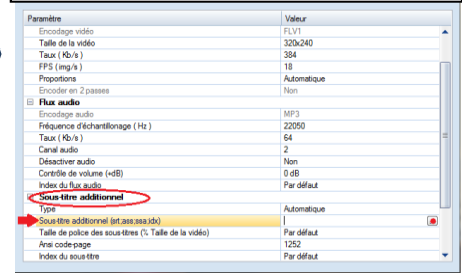 Paramètre Valeur
Encodage vidéo FLV1
Taille de la vidéo 320x240
Taux ( Kb/s ) 384
FPS ( img/s ) 18
Proportions Automatique
Encoder en 2 passes Non
Flux audio
Encodage audio MP3
Fréquence d'échantillonage ( Hz ) 22050
Taux ( Kb/s ) 64
Canal audio 2
Désactiver audio Non
Contrôle de volume (+dB) 0 dB
Index du flux audio Par défaut
Sous-titre additionnel
Type Automatique
Sous-titre additionnel (srt;ass;ssa;idx)
Taille de police des sous-titres (% Taille de la vidéo) Par défaut
Ansi code-page 1252
Index du sous-titre Par défaut